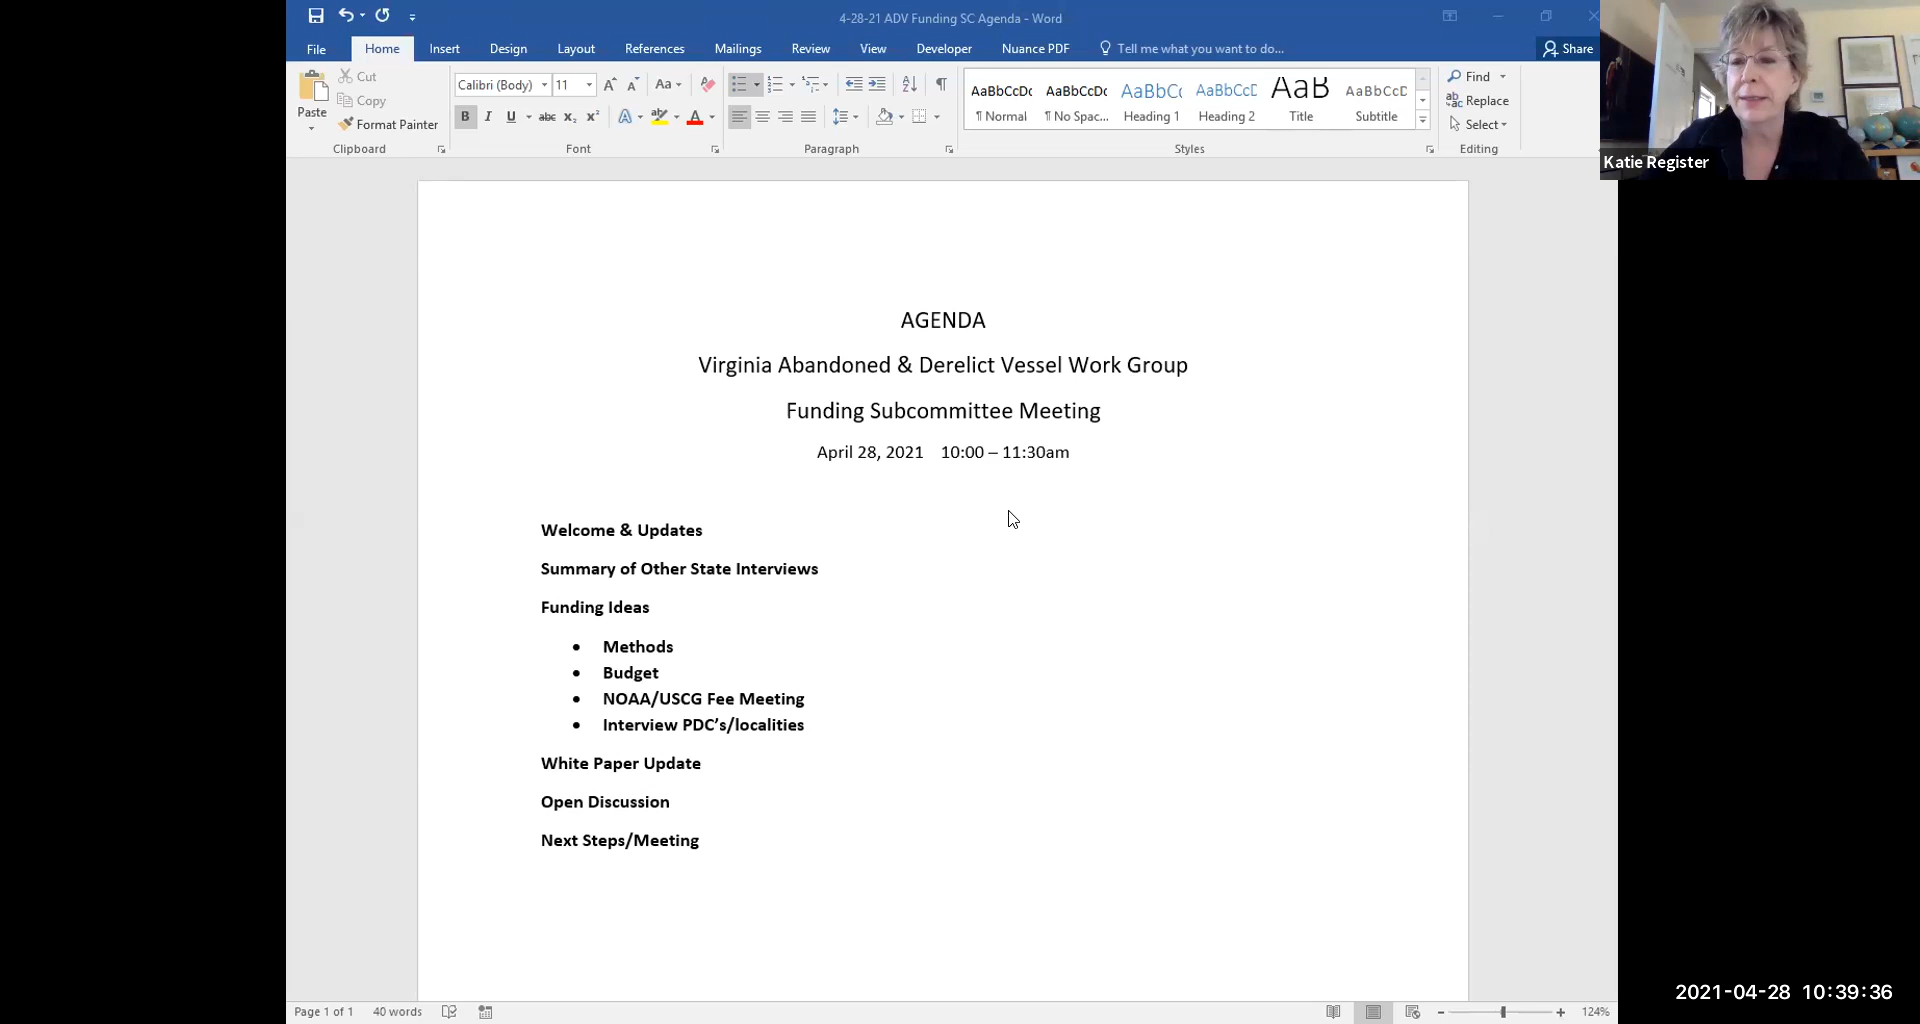 4-28-21 ADV Funding SC Agenda - Word
File Home Insert Design Layout References Mailings Review View Developer Nuance PDF Tell me what you want to do... Share
Paste
Cut
Copy
Format Painter
Clipboard
Calibri (Body) 11
Font
Paragraph
AaBbCcDc AaBbCcDc AaBbCc AaBbCcD AaB AaBbCcD
¶ Normal ¶ No Spac... Heading 1 Heading 2 Title Subtitle
Styles
Find
Replace
Select
Editing
Katie Register
AGENDA
Virginia Abandoned & Derelict Vessel Work Group
Funding Subcommittee Meeting
April 28, 2021 10:00 – 11:30am
Welcome & Updates
Summary of Other State Interviews
Funding Ideas
• Methods
• Budget
• NOAA/USCG Fee Meeting
• Interview PDC's/localities
White Paper Update
Open Discussion
Next Steps/Meeting
2021-04-28 10:39:36
Page 1 of 1 40 words 124%